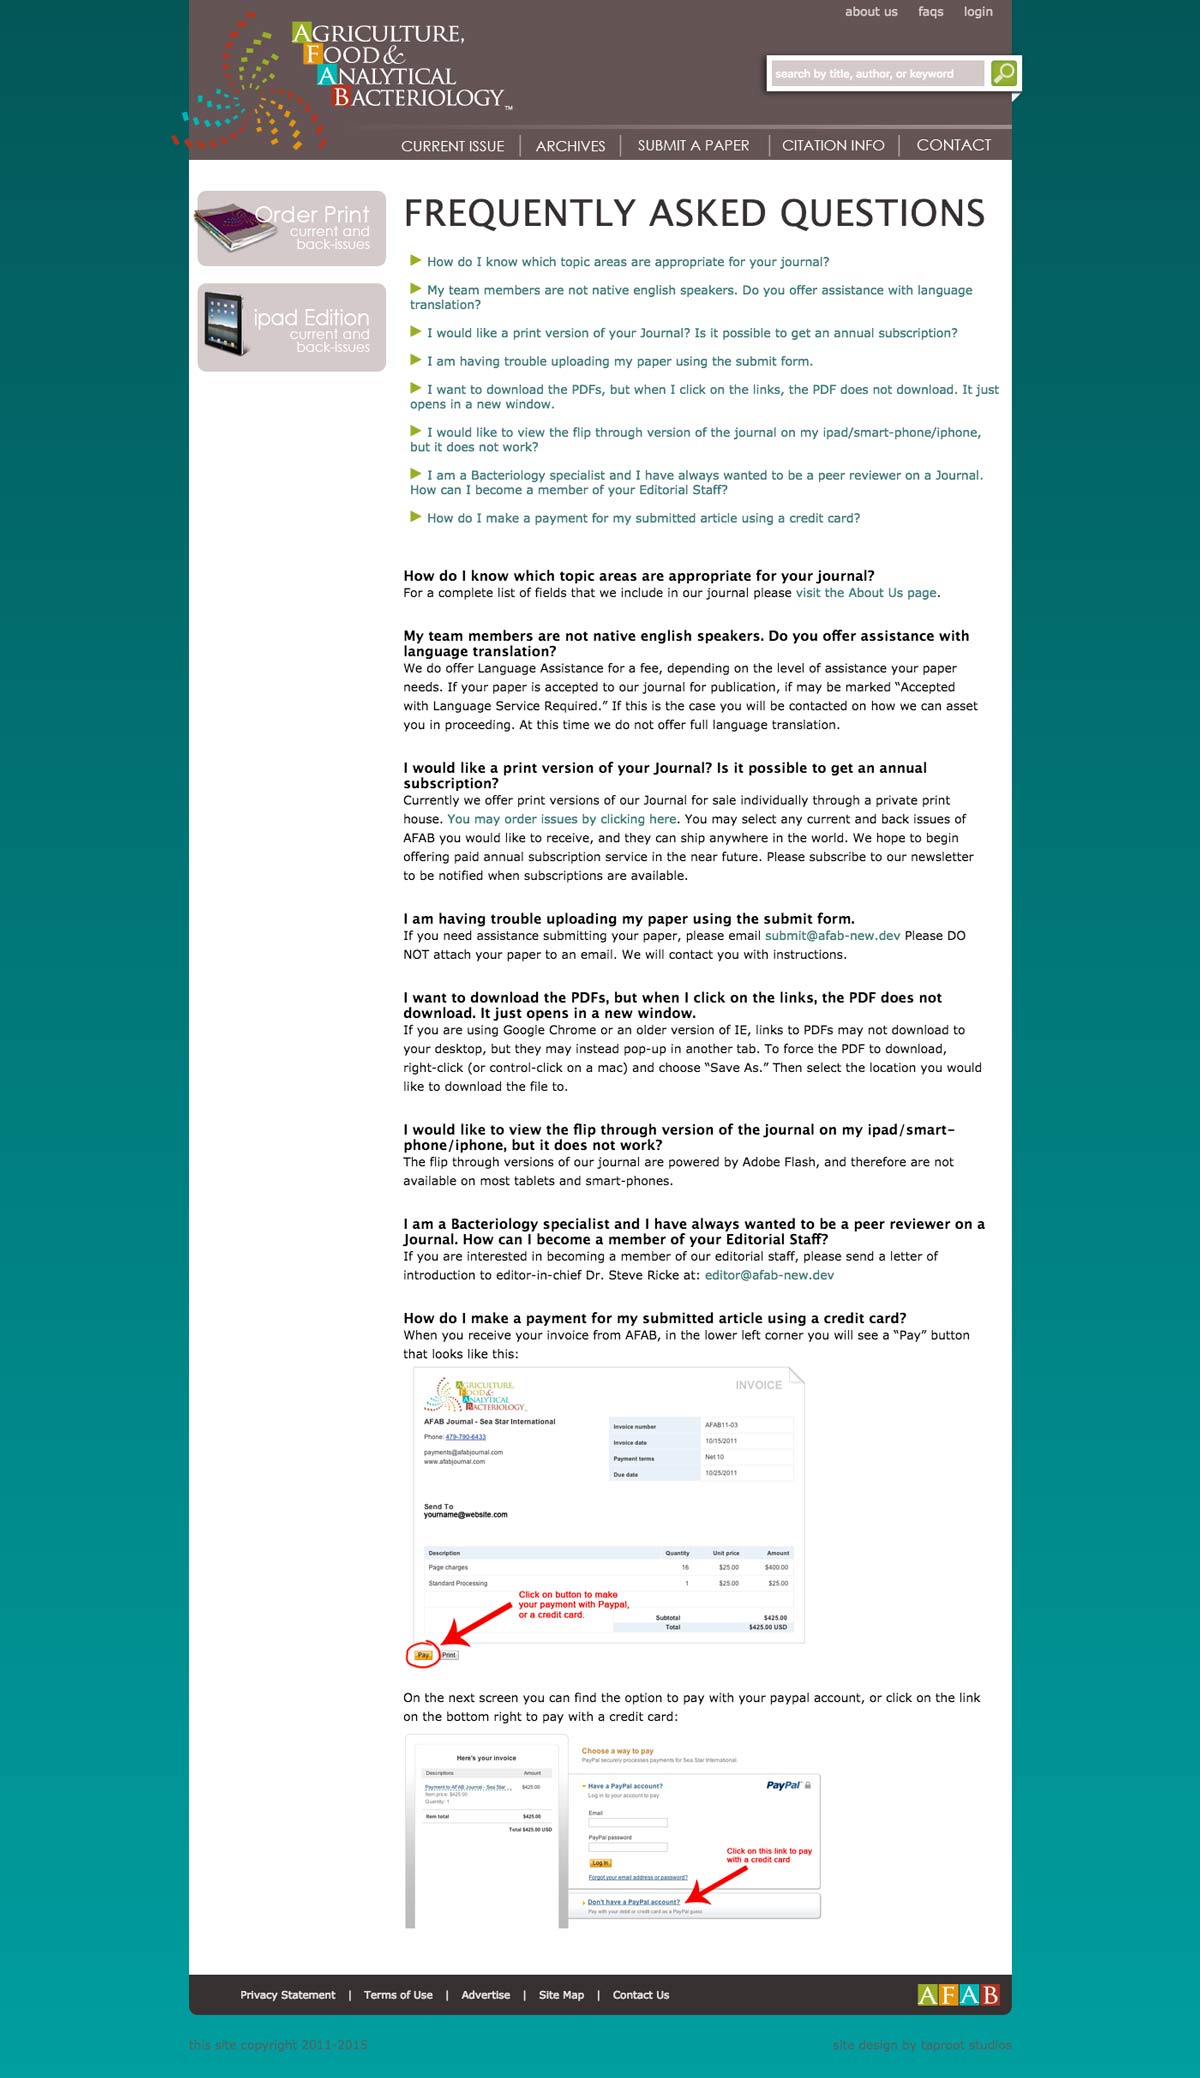 about us faqs login
AGRICULTURE,
FOOD &
ANALYTICAL
BACTERIOLOGY™
search by title, author, or keyword
CURRENT ISSUE | ARCHIVES | SUBMIT A PAPER | CITATION INFO | CONTACT
Order Print
current and
back-issues
ipad Edition
current and
back-issues
FREQUENTLY ASKED QUESTIONS
How do I know which topic areas are appropriate for your journal?
My team members are not native english speakers. Do you offer assistance with language
translation?
I would like a print version of your Journal? Is it possible to get an annual subscription?
I am having trouble uploading my paper using the submit form.
I want to download the PDFs, but when I click on the links, the PDF does not download. It just
opens in a new window.
I would like to view the flip through version of the journal on my ipad/smart-phone/iphone,
but it does not work?
I am a Bacteriology specialist and I have always wanted to be a peer reviewer on a Journal.
How can I become a member of your Editorial Staff?
How do I make a payment for my submitted article using a credit card?
How do I know which topic areas are appropriate for your journal?
For a complete list of fields that we include in our journal please visit the About Us page.
My team members are not native english speakers. Do you offer assistance with
language translation?
We do offer Language Assistance for a fee, depending on the level of assistance your paper
needs. If your paper is accepted to our journal for publication, if may be marked “Accepted
with Language Service Required.” If this is the case you will be contacted on how we can asset
you in proceeding. At this time we do not offer full language translation.
I would like a print version of your Journal? Is it possible to get an annual
subscription?
Currently we offer print versions of our Journal for sale individually through a private print
house. You may order issues by clicking here. You may select any current and back issues of
AFAB you would like to receive, and they can ship anywhere in the world. We hope to begin
offering paid annual subscription service in the near future. Please subscribe to our newsletter
to be notified when subscriptions are available.
I am having trouble uploading my paper using the submit form.
If you need assistance submitting your paper, please email submit@afab-new.dev Please DO
NOT attach your paper to an email. We will contact you with instructions.
I want to download the PDFs, but when I click on the links, the PDF does not
download. It just opens in a new window.
If you are using Google Chrome or an older version of IE, links to PDFs may not download to
your desktop, but they may instead pop-up in another tab. To force the PDF to download,
right-click (or control-click on a mac) and choose “Save As.” Then select the location you would
like to download the file to.
I would like to view the flip through version of the journal on my ipad/smart-
phone/iphone, but it does not work?
The flip through versions of our journal are powered by Adobe Flash, and therefore are not
available on most tablets and smart-phones.
I am a Bacteriology specialist and I have always wanted to be a peer reviewer on a
Journal. How can I become a member of your Editorial Staff?
If you are interested in becoming a member of our editorial staff, please send a letter of
introduction to editor-in-chief Dr. Steve Ricke at: editor@afab-new.dev
How do I make a payment for my submitted article using a credit card?
When you receive your invoice from AFAB, in the lower left corner you will see a “Pay” button
that looks like this:
AGRICULTURE,
FOOD &
ANALYTICAL
BACTERIOLOGY
INVOICE
AFAB Journal - Sea Star International
Phone: 479-790-6433
payments@afabjournal.com
www.afabjournal.com
Invoice number AFAB11-03
Invoice date 10/15/2011
Payment terms Net 10
Due date 10/25/2011
Send To
yourname@website.com
Description Quantity Unit price Amount
Page charges 16 $25.00 $400.00
Standard Processing 1 $25.00 $25.00
Click on button to make
your payment with Paypal,
or a credit card.
Subtotal $425.00
Total $425.00 USD
Pay Print
On the next screen you can find the option to pay with your paypal account, or click on the link
on the bottom right to pay with a credit card:
Here's your invoice
Descriptions Amount
Payment to AFAB Journal - Sea Star ... $425.00
Item price: $425.00
Quantity: 1
Item total $425.00
Total $425.00 USD
Choose a way to pay
PayPal securely processes payments for Sea Star International.
Have a PayPal account? PayPal
Log in to your account to pay
Email
PayPal password
Log In
Forgot your email address or password?
Click on this link to pay
with a credit card
Don't have a PayPal account?
Pay with your debit or credit card as a PayPal guest
Privacy Statement | Terms of Use | Advertise | Site Map | Contact Us
AFAB
this site copyright 2011-2015
site design by taproot studios